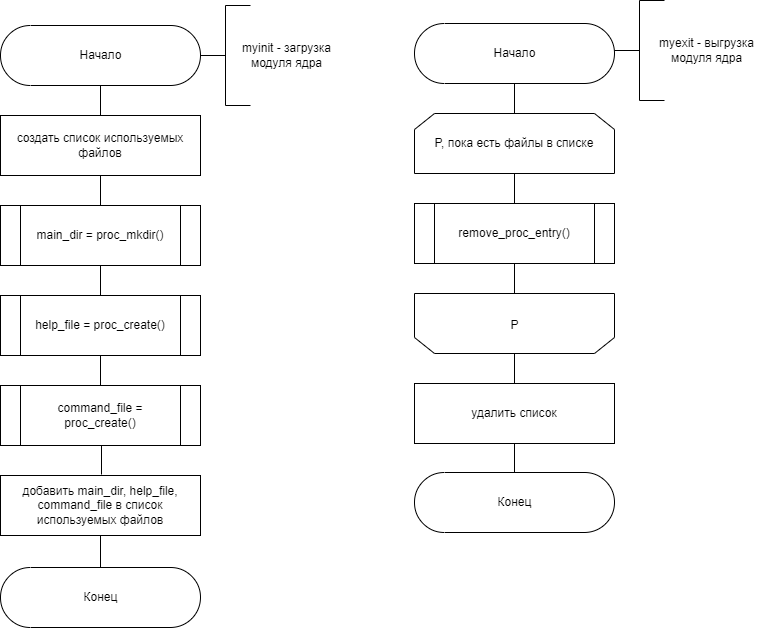 Начало
myinit - загрузка
модуля ядра
создать список используемых
файлов
main_dir = proc_mkdir()
help_file = proc_create()
command_file =
proc_create()
добавить main_dir, help_file,
command_file в список
используемых файлов
Конец
Начало
myexit - выгрузка
модуля ядра
P, пока есть файлы в списке
remove_proc_entry()
P
удалить список
Конец